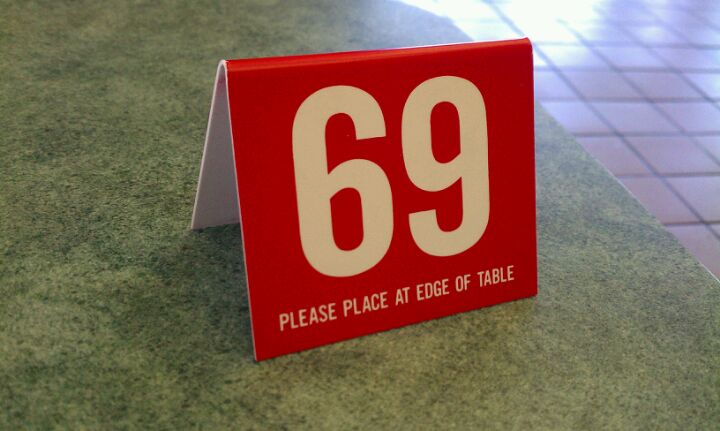 69
PLEASE PLACE AT EDGE OF TABLE